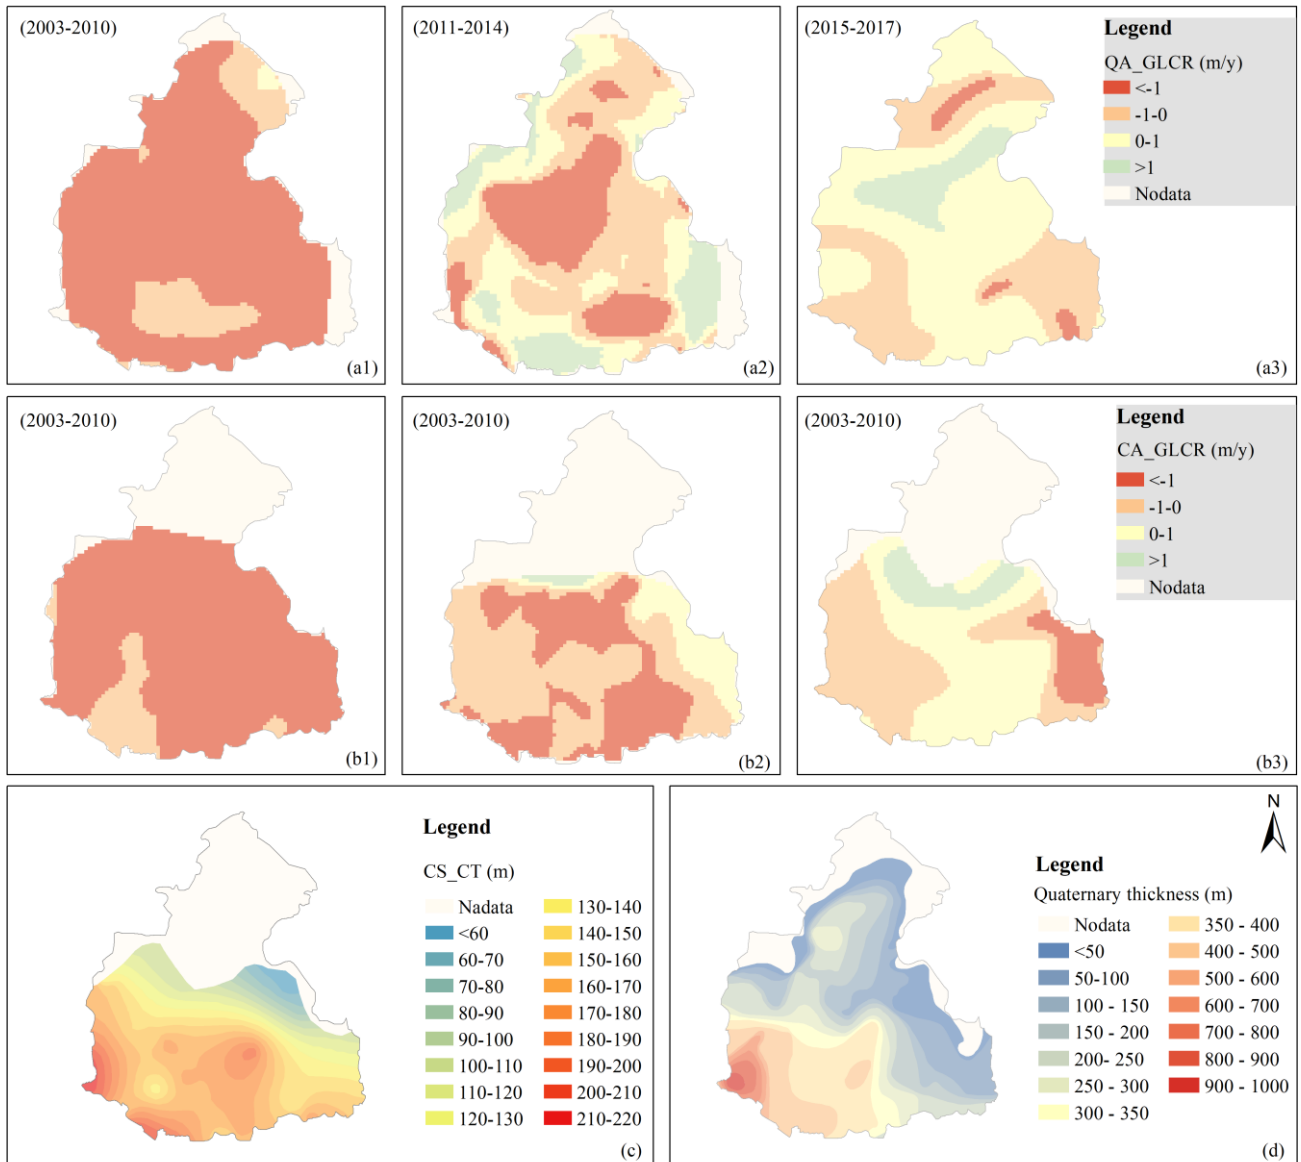 (2003-2010)
(a1)
(2011-2014)
(a2)
(2015-2017)
Legend
QA_GLCR (m/y)
<-1
-1-0
0-1
>1
Nodata
(a3)
(2003-2010)
(b1)
(2003-2010)
(b2)
(2003-2010)
Legend
CA_GLCR (m/y)
<-1
-1-0
0-1
>1
Nodata
(b3)
Legend
CS_CT (m)
Nadata
<60
60-70
70-80
80-90
90-100
100-110
110-120
120-130
130-140
140-150
150-160
160-170
170-180
180-190
190-200
200-210
210-220
(c)
N
Legend
Quaternary thickness (m)
Nodata
<50
50-100
100 - 150
150 - 200
200- 250
250 - 300
300 - 350
350 - 400
400 - 500
500 - 600
600 - 700
700 - 800
800 - 900
900 - 1000
(d)